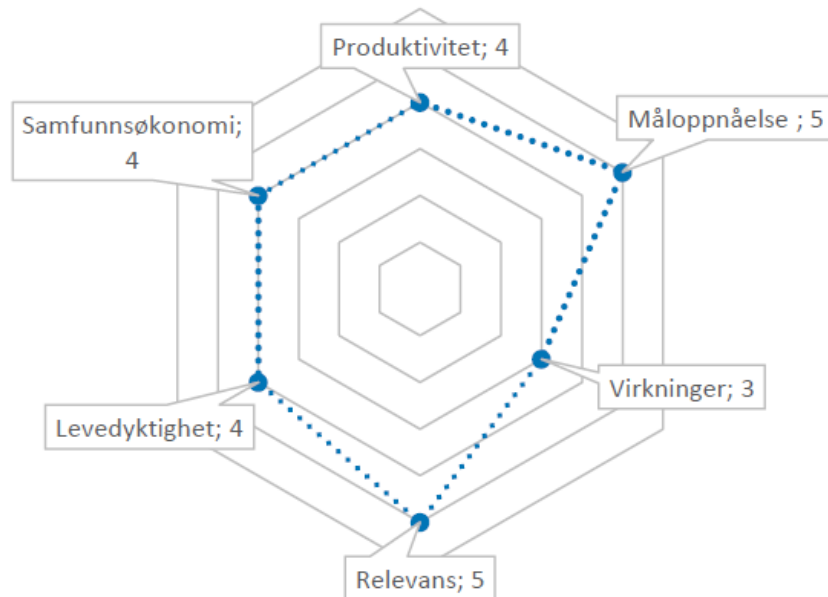 Produktivitet; 4
Måloppnåelse ; 5
Samfunnsøkonomi;
4
Virkninger; 3
Levedyktighet; 4
Relevans; 5